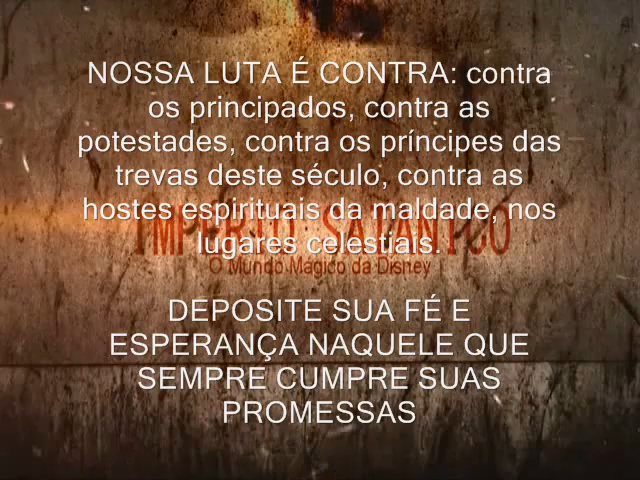 NOSSA LUTA É CONTRA: contra
os principados, contra as
potestades, contra os príncipes das
trevas deste século, contra as
hostes espirituais da maldade, nos
IMPÉRIO SATÂNICO
lugares celestiais.
O Mundo Mágico da Disney
DEPOSITE SUA FÉ E
ESPERANÇA NAQUELE QUE
SEMPRE CUMPRE SUAS
PROMESSAS